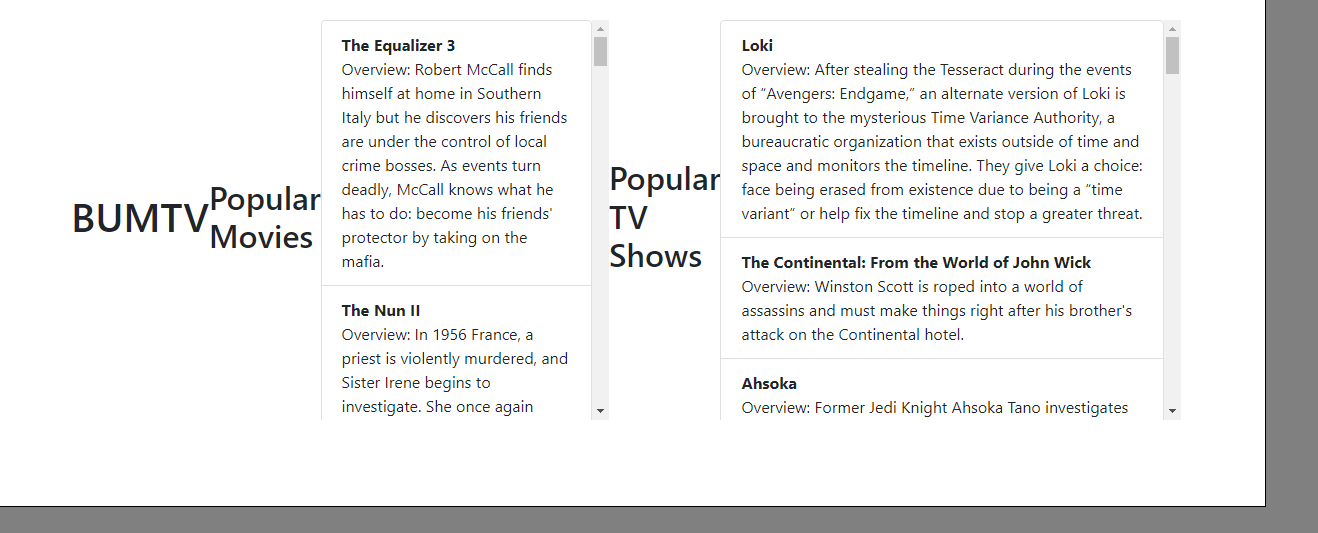 BUMTV
Popular
Movies
The Equalizer 3
Overview: Robert McCall finds
himself at home in Southern
Italy but he discovers his friends
are under the control of local
crime bosses. As events turn
deadly, McCall knows what he
has to do: become his friends'
protector by taking on the
mafia.
The Nun II
Overview: In 1956 France, a
priest is violently murdered, and
Sister Irene begins to
investigate. She once again
Popular
TV
Shows
Loki
Overview: After stealing the Tesseract during the events
of “Avengers: Endgame,” an alternate version of Loki is
brought to the mysterious Time Variance Authority, a
bureaucratic organization that exists outside of time and
space and monitors the timeline. They give Loki a choice:
face being erased from existence due to being a “time
variant” or help fix the timeline and stop a greater threat.
The Continental: From the World of John Wick
Overview: Winston Scott is roped into a world of
assassins and must make things right after his brother's
attack on the Continental hotel.
Ahsoka
Overview: Former Jedi Knight Ahsoka Tano investigates